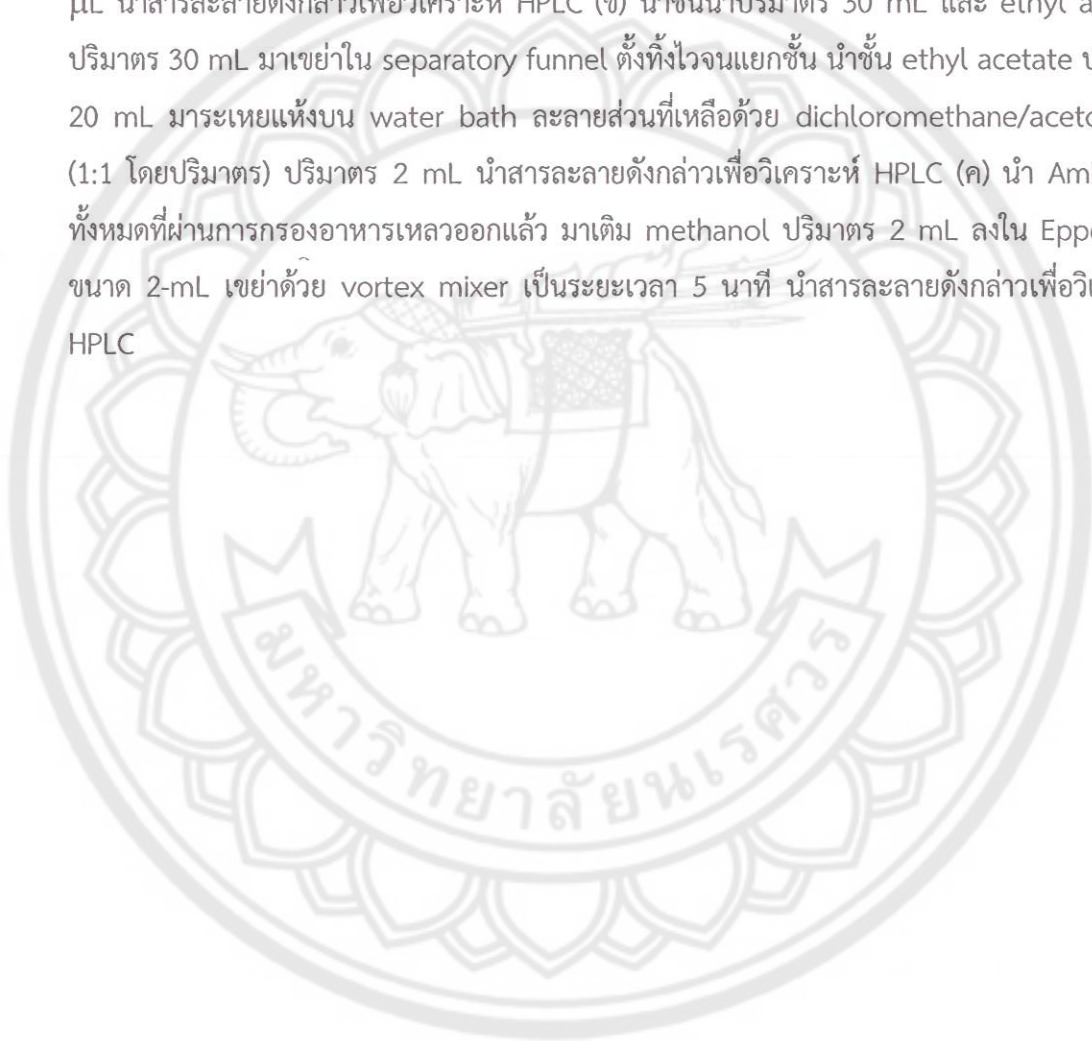 μL นำสารละลายดังกล่าวเพื่อวิเคราะห์ HPLC (ข) นำชั้นน้ำปริมาตร 30 mL และ ethyl
ปริมาตร 30 mL มาเขย่าใน separatory funnel ตั้งทิ้งไว้จนแยกชั้น นำชั้น ethyl acetate
20 mL มาระเหยแห้งบน water bath ละลายส่วนที่เหลือด้วย
(1:1 โดยปริมาตร) ปริมาตร 2 mL นำสารละลายดังกล่าวเพื่อวิเคราะห์ HPLC (ค) นำ
ทั้งหมดที่ผ่านการกรองอาหารเหลวออกแล้ว มาเติม methanol ปริมาตร 2 mL ลงใน
ขนาด 2-mL เขย่าด้วย vortex mixer เป็นระยะเวลา 5 นาที นำสารละลายดังกล่าว
HPLC
มหาวิทยาลัยนเรศวร